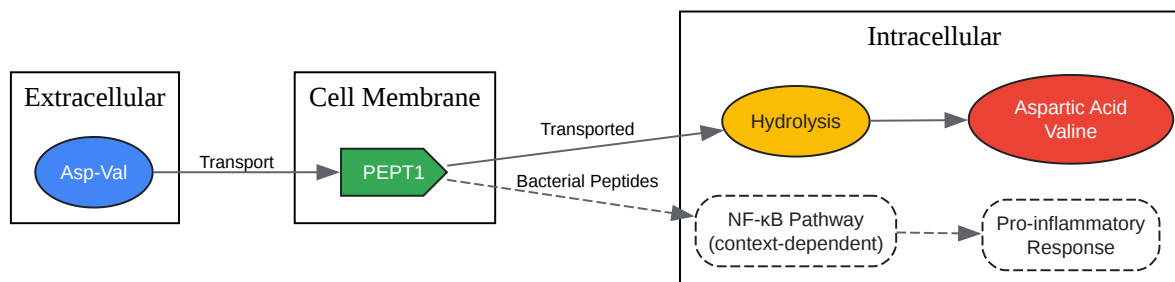 Extracellular
Asp-Val
Transport
Cell Membrane
PEPT1
Transported
Bacterial Peptides
Intracellular
Hydrolysis
Aspartic Acid
Valine
NF-κB Pathway
(context-dependent)
Pro-inflammatory
Response